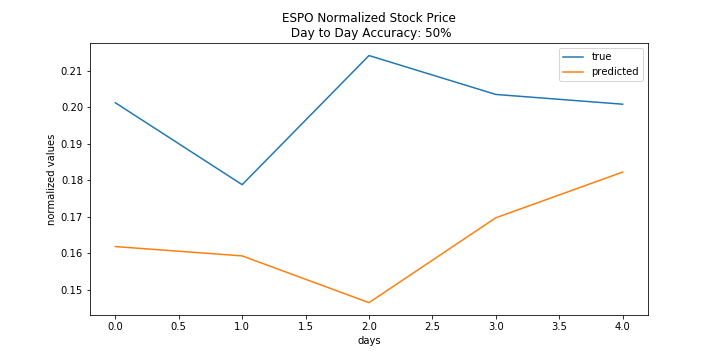 ESPO Normalized Stock Price
Day to Day Accuracy: 50%
true
predicted
normalized values
0.21
0.20
0.19
0.18
0.17
0.16
0.15
0.0 0.5 1.0 1.5 2.0 2.5 3.0 3.5 4.0
days